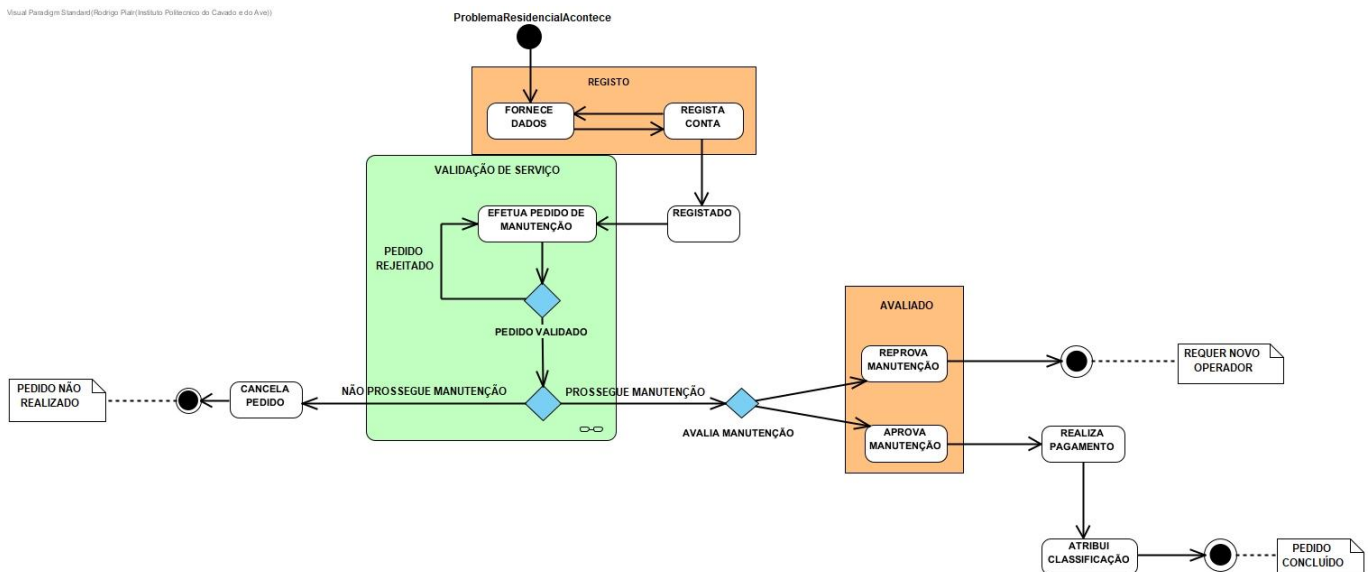 Visual Paradigm Standard(Rodrigo Plair(Instituto Politecnico do Cavado e do Ave))
ProblemaResidencialAcontece
REGISTO
FORNECE
DADOS
REGISTA
CONTA
VALIDAÇÃO DE SERVIÇO
EFETUA PEDIDO DE
MANUTENÇÃO
REGISTADO
PEDIDO
REJEITADO
PEDIDO VALIDADO
AVALIADO
REPROVA
MANUTENÇÃO
REQUER NOVO
OPERADOR
PEDIDO NÃO
REALIZADO
CANCELA
PEDIDO
NÃO PROSSEGUE MANUTENÇÃO
PROSSEGUE MANUTENÇÃO
AVALIA MANUTENÇÃO
APROVA
MANUTENÇÃO
REALIZA
PAGAMENTO
ATRIBUI
CLASSIFICAÇÃO
PEDIDO
CONCLUÍDO